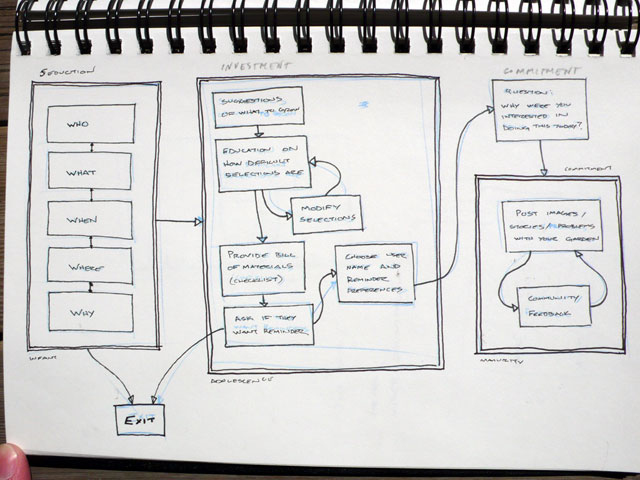 SEDUCTION
WHO
WHAT
WHEN
WHERE
WHY
INFANT
EXIT
INVESTMENT
SUGGESTIONS
OF WHAT TO GROW
EDUCATION ON
HOW DIFFICULT
SELECTIONS ARE
MODIFY
SELECTIONS
PROVIDE BILL
OF MATERIALS
(CHECKLIST)
CHOOSE USER
NAME AND
REMINDER
PREFERENCES
ASK IF THEY
WANT REMINDER
ADOLESCENCE
COMMITMENT
QUESTION:
WHY WERE YOU
INTERESTED IN
DOING THIS TODAY?
COMMITMENT
POST IMAGES/
STORIES/PROBLEMS
WITH YOUR GARDEN
COMMUNITY
FEEDBACK
MATURITY